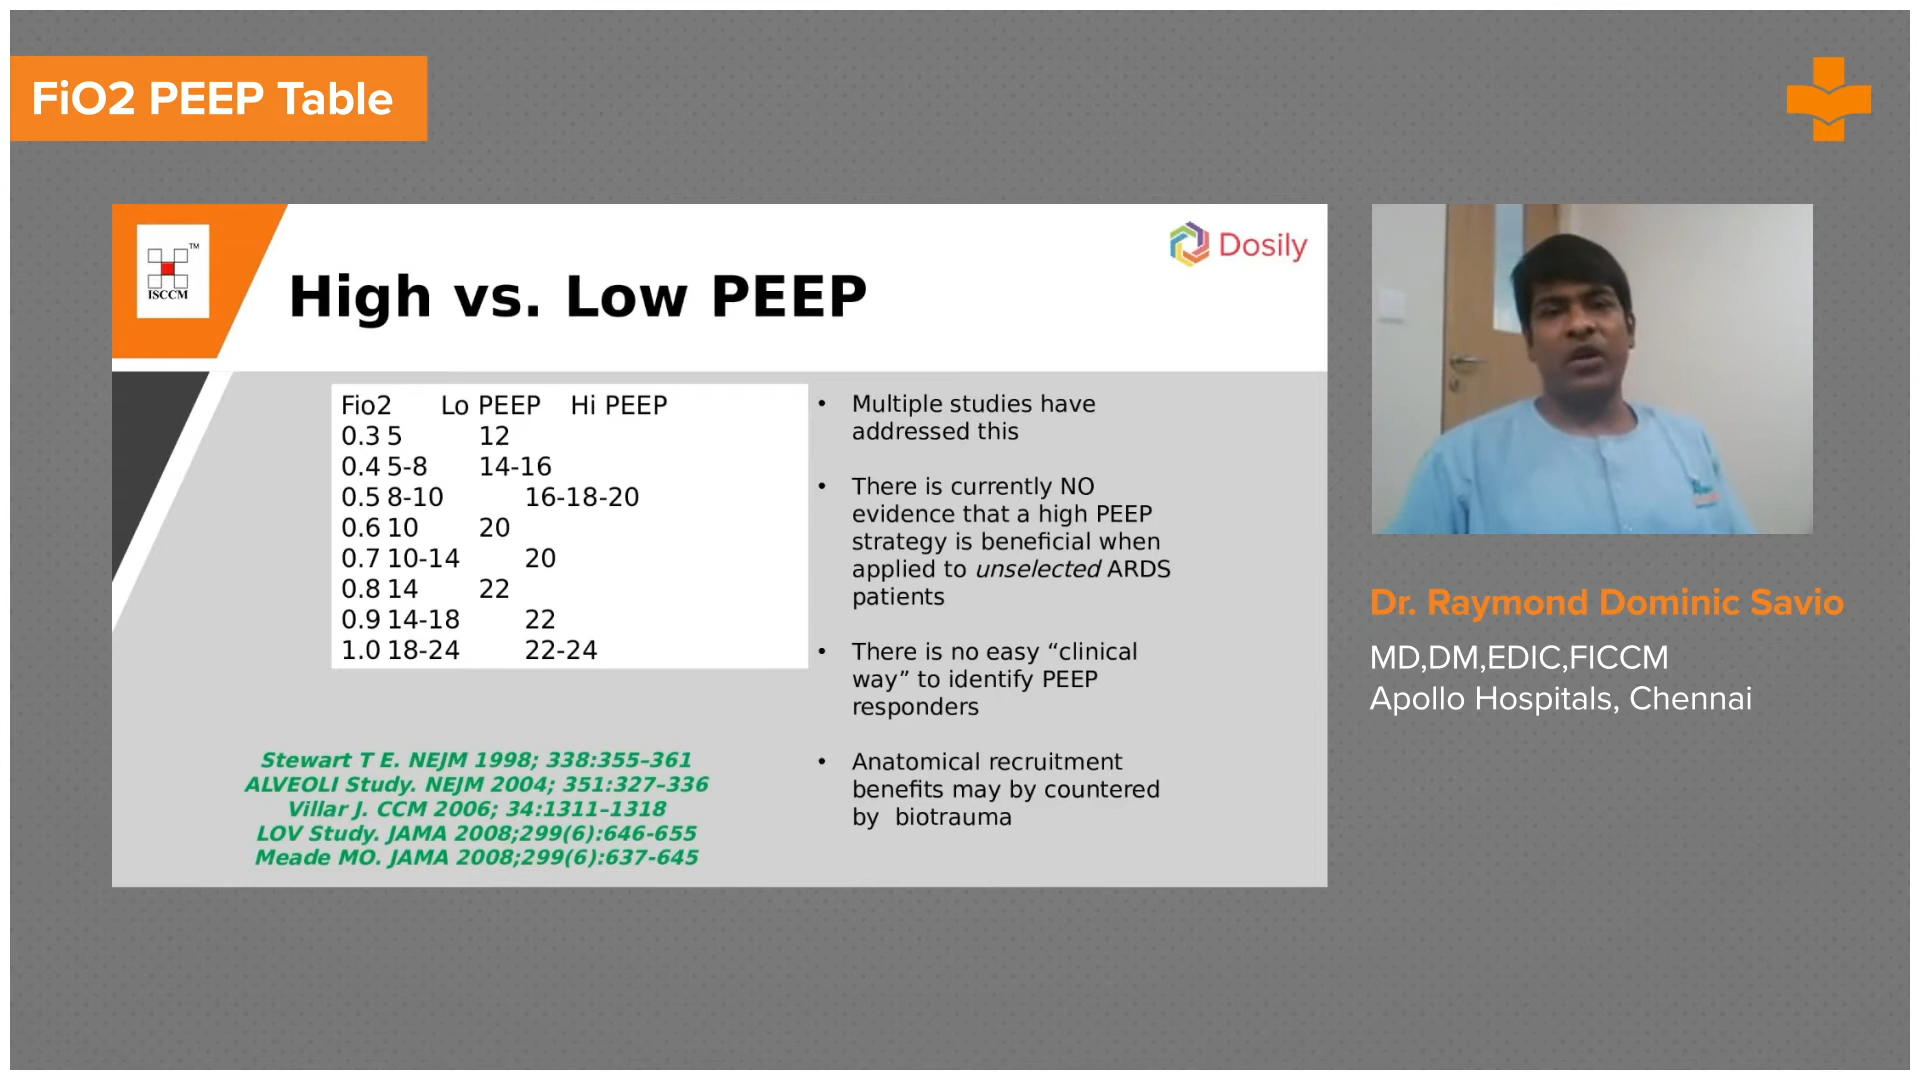 FiO2 PEEP Table
TM
ISCCM
Dosily
High vs. Low PEEP
Fio2 Lo PEEP Hi PEEP
0.3 5 12
0.4 5-8 14-16
0.5 8-10 16-18-20
0.6 10 20
0.7 10-14 20
0.8 14 22
0.9 14-18 22
1.0 18-24 22-24
Stewart T E. NEJM 1998; 338:355–361
ALVEOLI Study. NEJM 2004; 351:327–336
Villar J. CCM 2006; 34:1311–1318
LOV Study. JAMA 2008;299(6):646-655
Meade MO. JAMA 2008;299(6):637-645
• Multiple studies have
addressed this
• There is currently NO
evidence that a high PEEP
strategy is beneficial when
applied to unselected ARDS
patients
• There is no easy “clinical
way” to identify PEEP
responders
• Anatomical recruitment
benefits may by countered
by biotrauma
Dr. Raymond Dominic Savio
MD,DM,EDIC,FICCM
Apollo Hospitals, Chennai